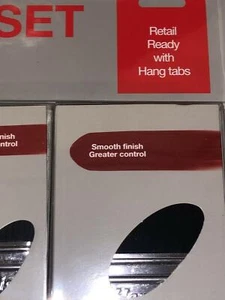 SET
Retail
Ready
with
Hang tabs
Smooth finish
Greater control